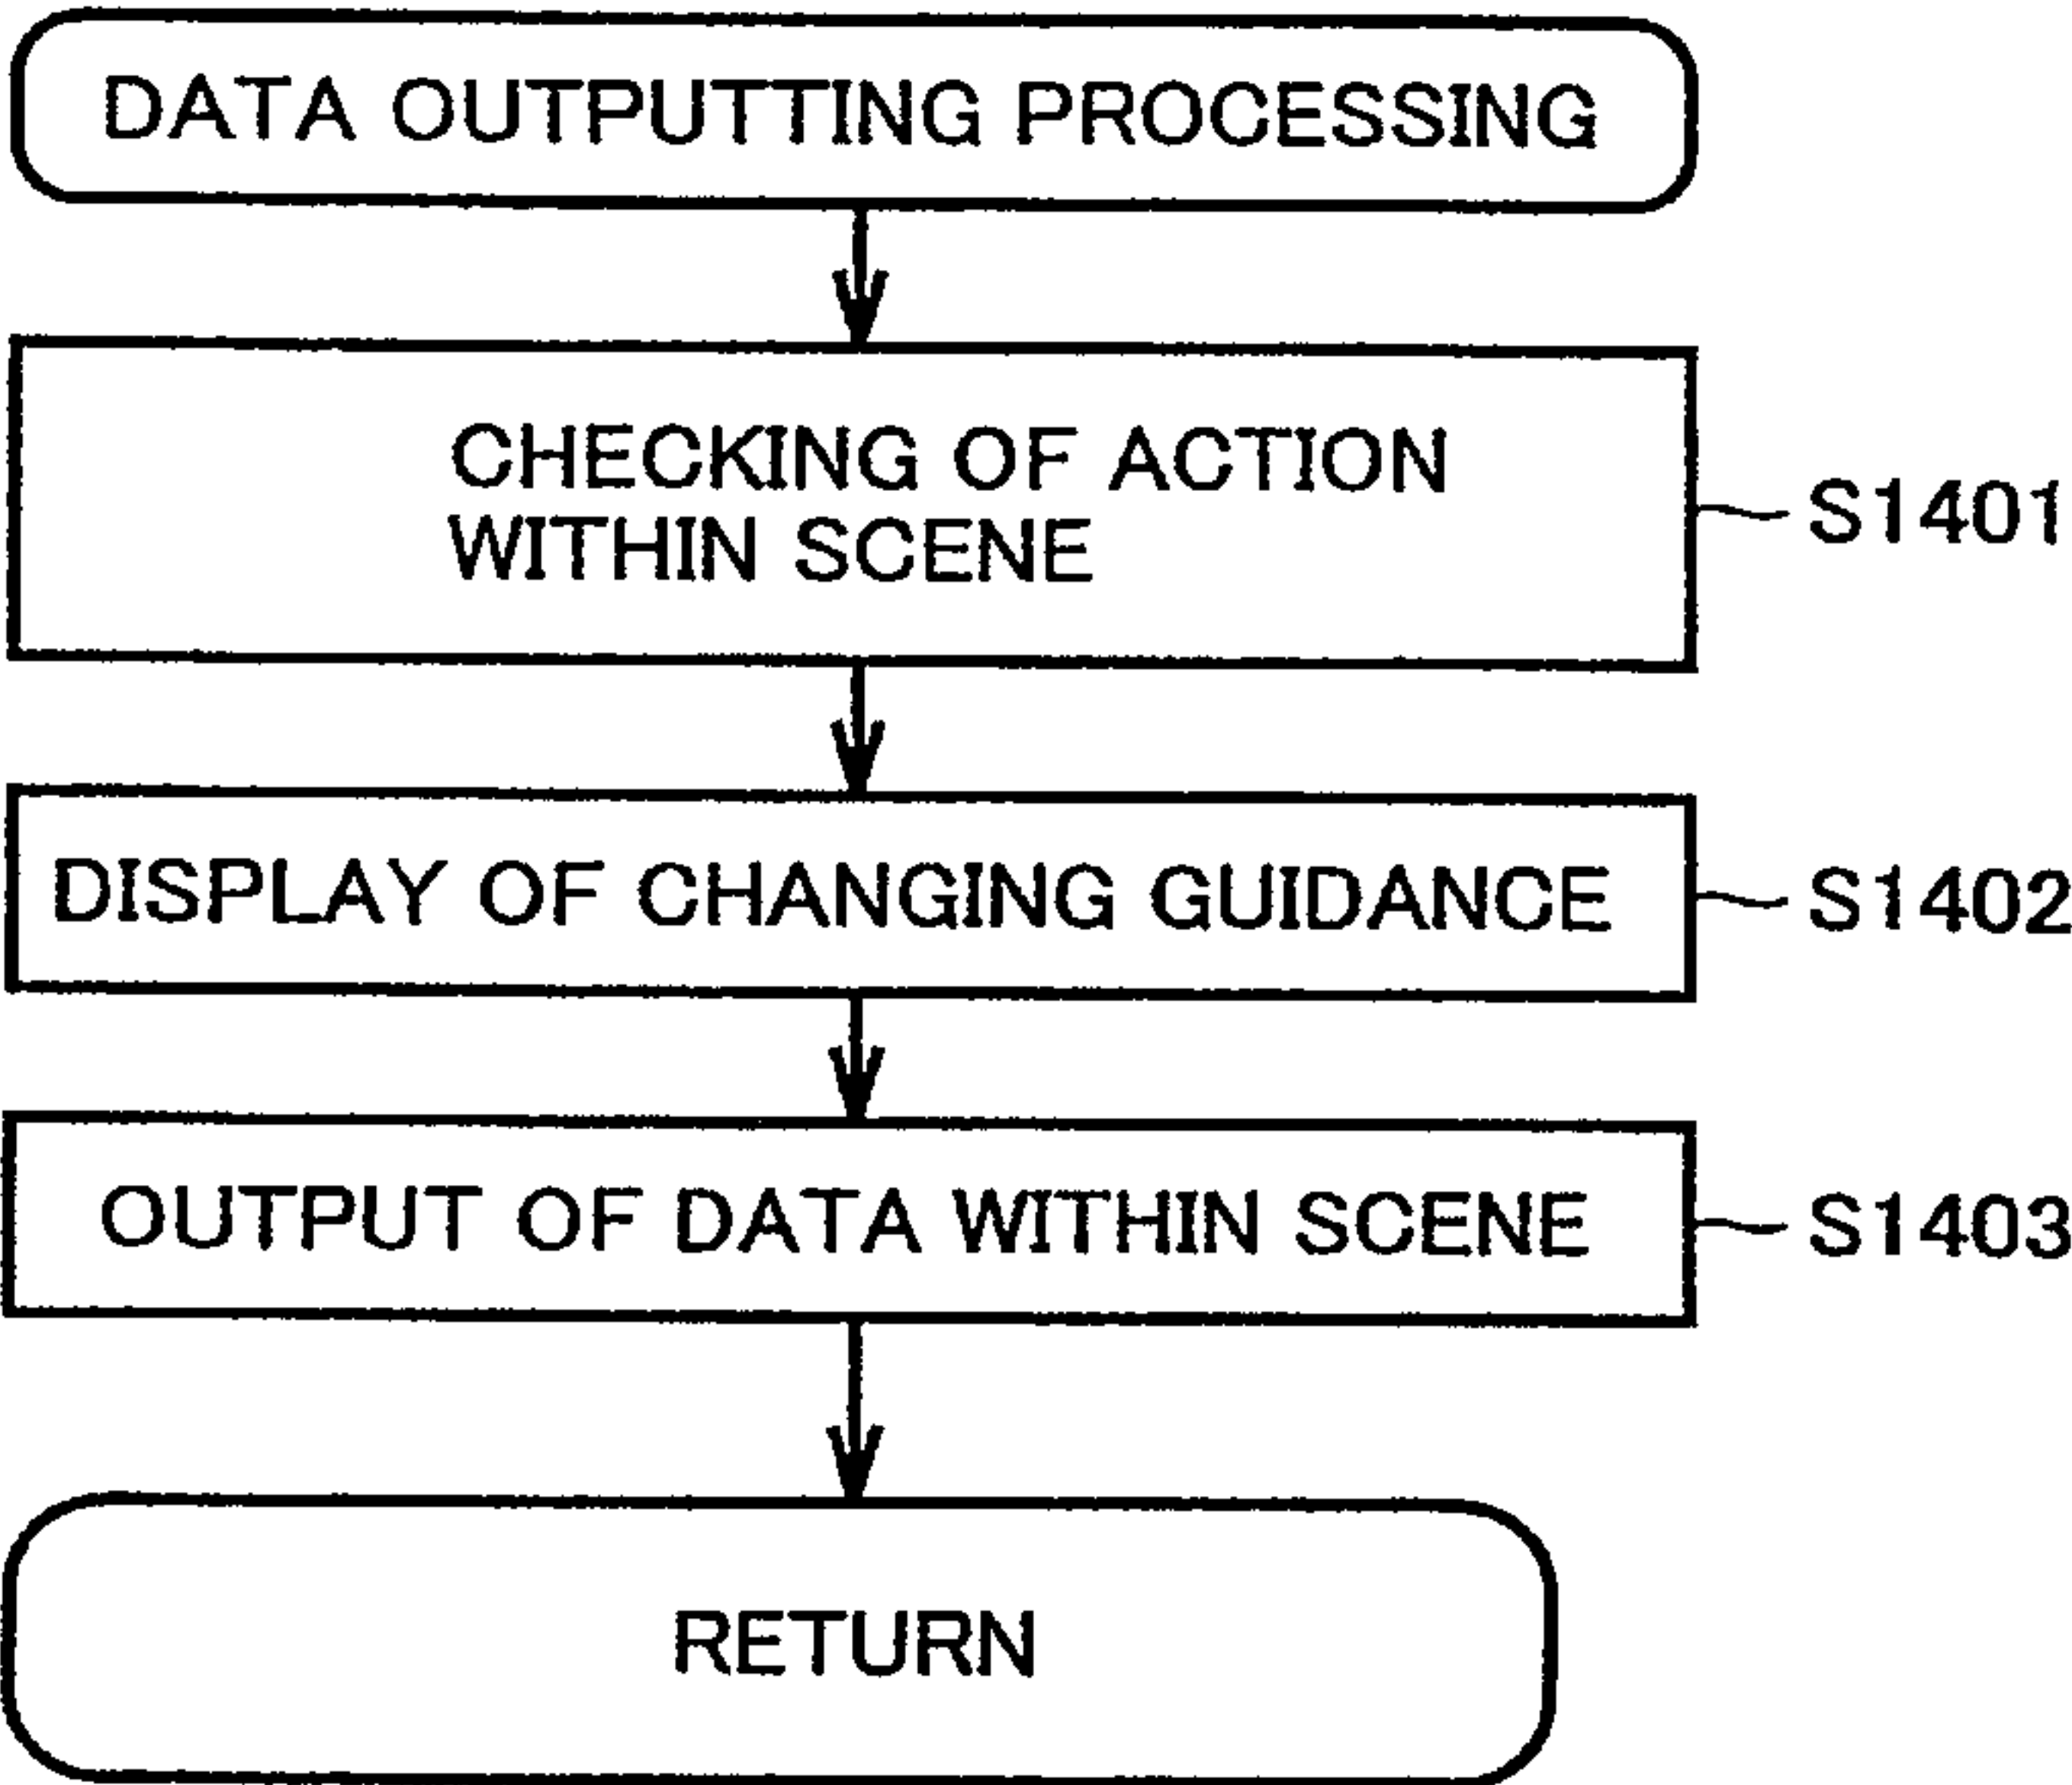 DATA OUTPUTTING PROCESSING
CHECKING OF ACTION
WITHIN SCENE
S1401
DISPLAY OF CHANGING GUIDANCE
S1402
OUTPUT OF DATA WITHIN SCENE
S1403
RETURN